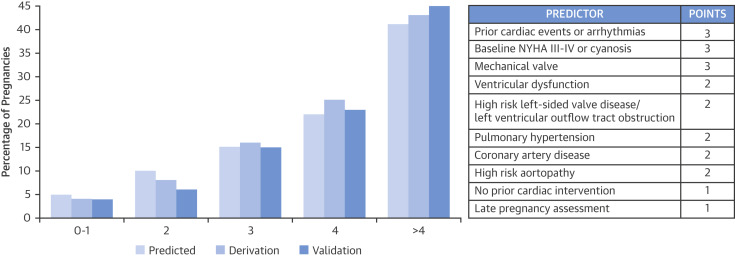 Percentage of Pregnancies
45
40
35
30
25
20
15
10
5
0
0-1
2
3
4
>4
Predicted
Derivation
Validation
PREDICTOR POINTS
Prior cardiac events or arrhythmias 3
Baseline NYHA III-IV or cyanosis 3
Mechanical valve 3
Ventricular dysfunction 2
High risk left-sided valve disease/
left ventricular outflow tract obstruction 2
Pulmonary hypertension 2
Coronary artery disease 2
High risk aortopathy 2
No prior cardiac intervention 1
Late pregnancy assessment 1